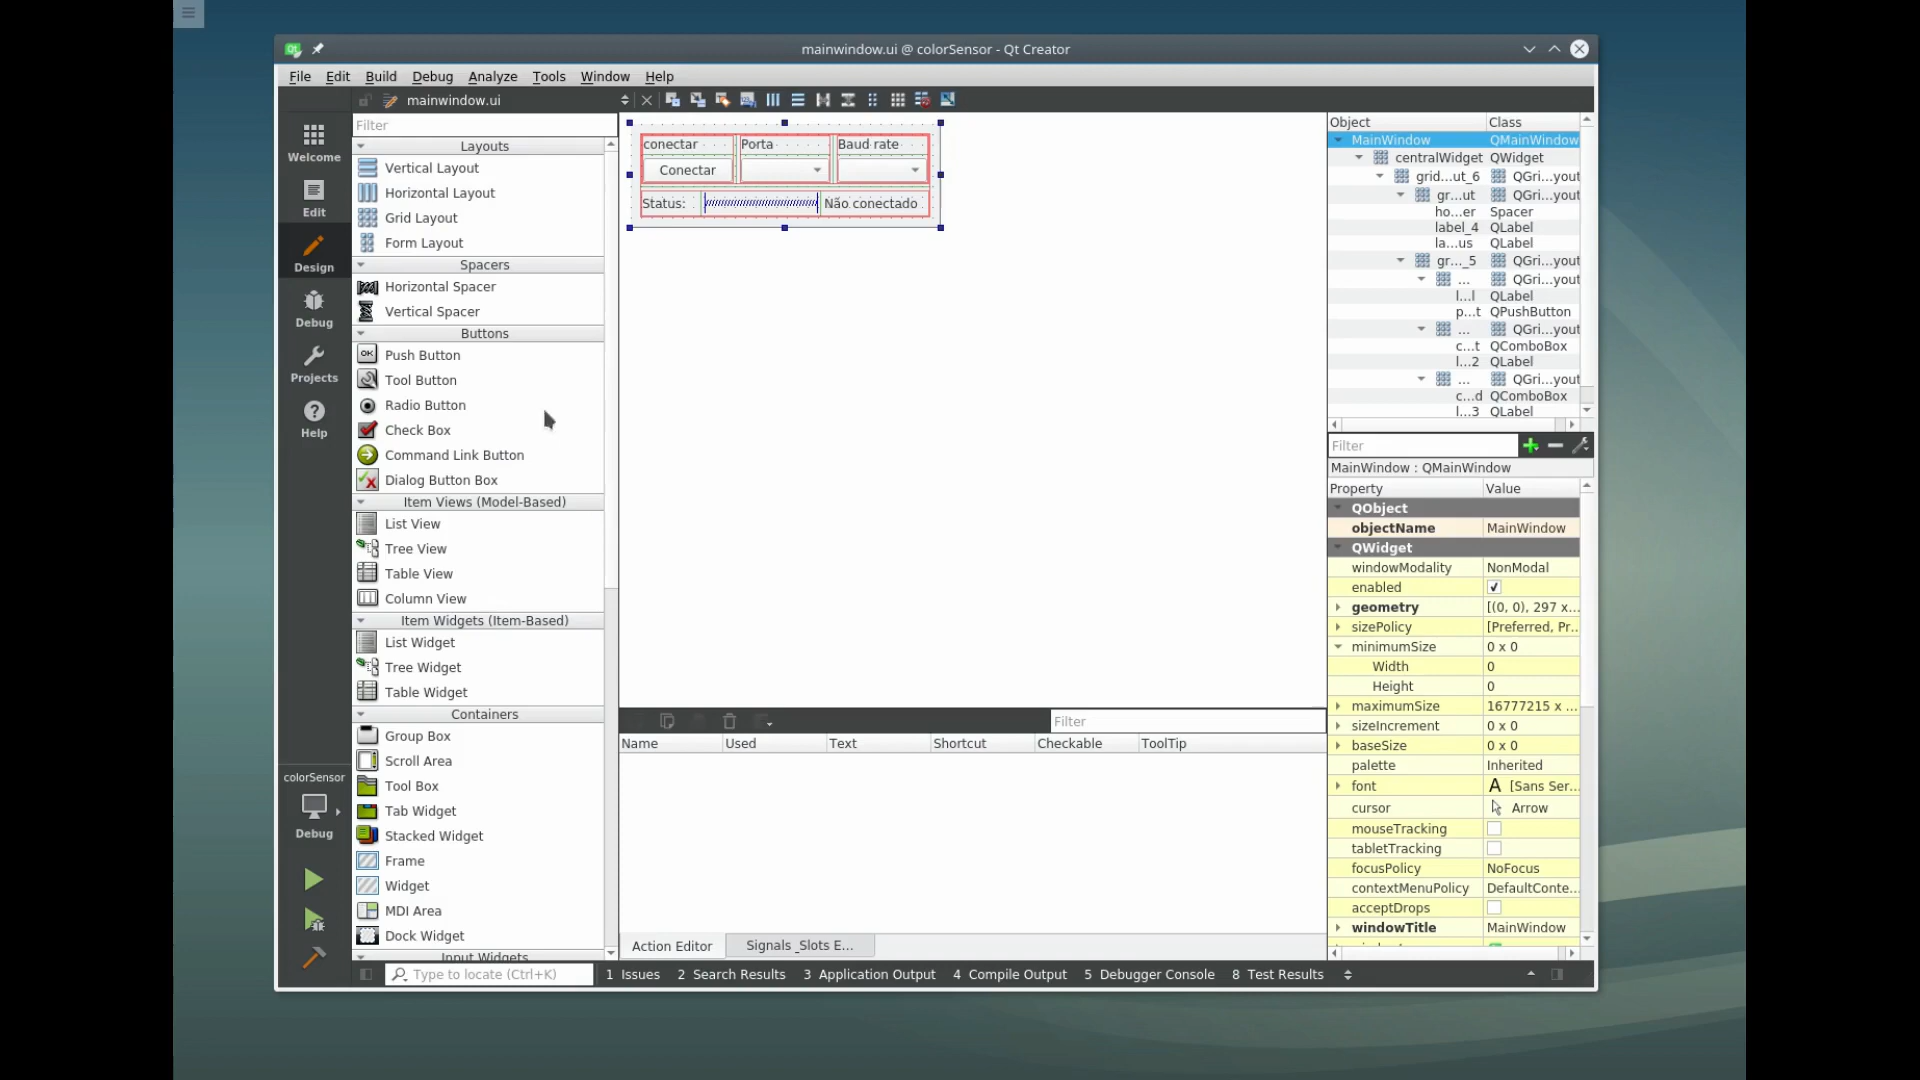 mainwindow.ui @ colorSensor - Qt Creator
File Edit Build Debug Analyze Tools Window Help
mainwindow.ui
Welcome
Edit
Design
Debug
Projects
Help
colorSensor
Debug
Filter
Layouts
Vertical Layout
Horizontal Layout
Grid Layout
Form Layout
Spacers
Horizontal Spacer
Vertical Spacer
Buttons
Push Button
Tool Button
Radio Button
Check Box
Command Link Button
Dialog Button Box
Item Views (Model-Based)
List View
Tree View
Table View
Column View
Item Widgets (Item-Based)
List Widget
Tree Widget
Table Widget
Containers
Group Box
Scroll Area
Tool Box
Tab Widget
Stacked Widget
Frame
Widget
MDI Area
Dock Widget
Input Widgets
conectar Porta Baud rate
Conectar
Status: Não conectado
Filter
Name Used Text Shortcut Checkable ToolTip
Action Editor Signals _Slots E...
Object Class
MainWindow QMainWindow
centralWidget QWidget
grid...ut_6 QGri...yout
gr...ut QGri...yout
ho...er Spacer
label_4 QLabel
la...us QLabel
gr..._5 QGri...yout
... QGri...yout
l...l QLabel
p...t QPushButton
... QGri...yout
c...t QComboBox
l...2 QLabel
... QGri...yout
c...d QComboBox
l...3 QLabel
Filter
MainWindow : QMainWindow
Property Value
QObject
objectName MainWindow
QWidget
windowModality NonModal
enabled
geometry [(0, 0), 297 x...
sizePolicy [Preferred, Pr...
minimumSize 0 x 0
Width 0
Height 0
maximumSize 16777215 x ...
sizeIncrement 0 x 0
baseSize 0 x 0
palette Inherited
font A [Sans Ser...
cursor Arrow
mouseTracking
tabletTracking
focusPolicy NoFocus
contextMenuPolicy DefaultConte...
acceptDrops
windowTitle MainWindow
Type to locate (Ctrl+K) 1 Issues 2 Search Results 3 Application Output 4 Compile Output 5 Debugger Console 8 Test Results